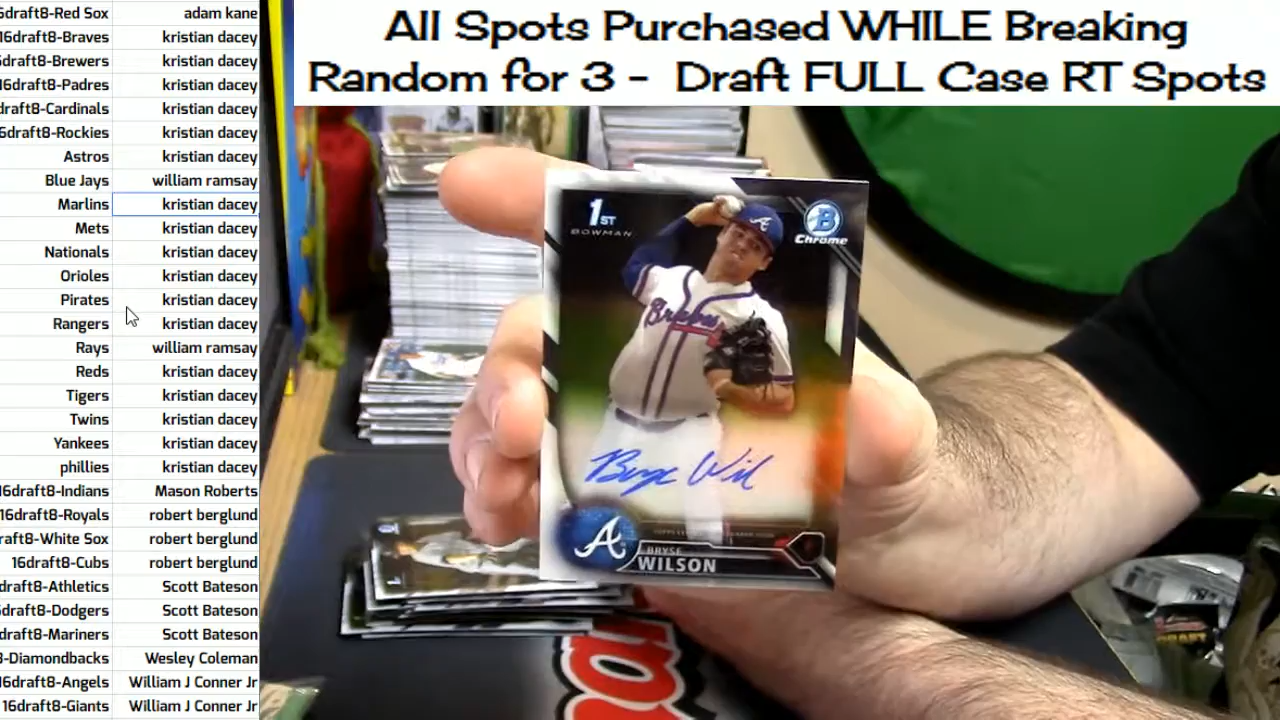 All Spots Purchased WHILE Breaking
Random for 3 - Draft FULL Case RT Spots
6draft8-Red Sox adam kane
16draft8-Braves kristian dacey
6draft8-Brewers kristian dacey
16draft8-Padres kristian dacey
draft8-Cardinals kristian dacey
6draft8-Rockies kristian dacey
Astros kristian dacey
Blue Jays william ramsay
Marlins kristian dacey
Mets kristian dacey
Nationals kristian dacey
Orioles kristian dacey
Pirates kristian dacey
Rangers kristian dacey
Rays william ramsay
Reds kristian dacey
Tigers kristian dacey
Twins kristian dacey
Yankees kristian dacey
phillies kristian dacey
16draft8-Indians Mason Roberts
16draft8-Royals robert berglund
draft8-White Sox robert berglund
16draft8-Cubs robert berglund
draft8-Athletics Scott Bateson
draft8-Dodgers Scott Bateson
draft8-Mariners Scott Bateson
8-Diamondbacks Wesley Coleman
16draft8-Angels William J Conner Jr
16draft8-Giants William J Conner Jr
1ST
BOWMAN
B
Chrome
A
Braves
Bryse Wil
A
BRYSE
WILSON
DRAFT